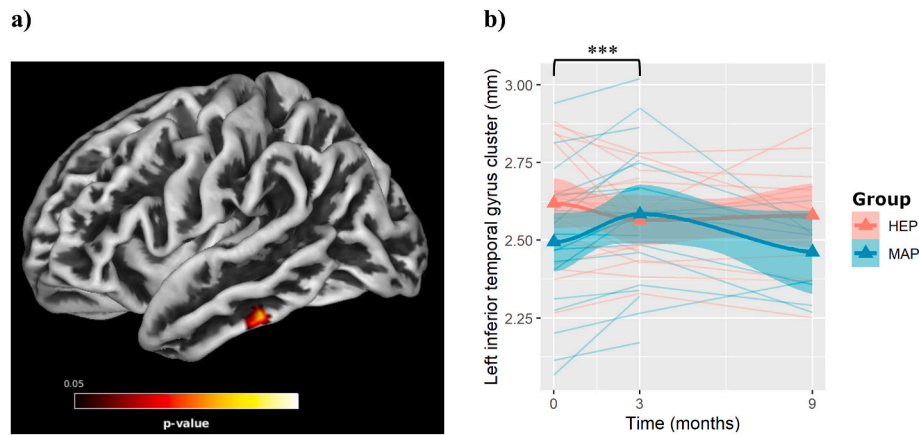 a)
0.05
p-value
b)
***
Left inferior temporal gyrus cluster (mm)
3.00
2.75
2.50
2.25
0
3
9
Time (months)
Group
HEP
MAP